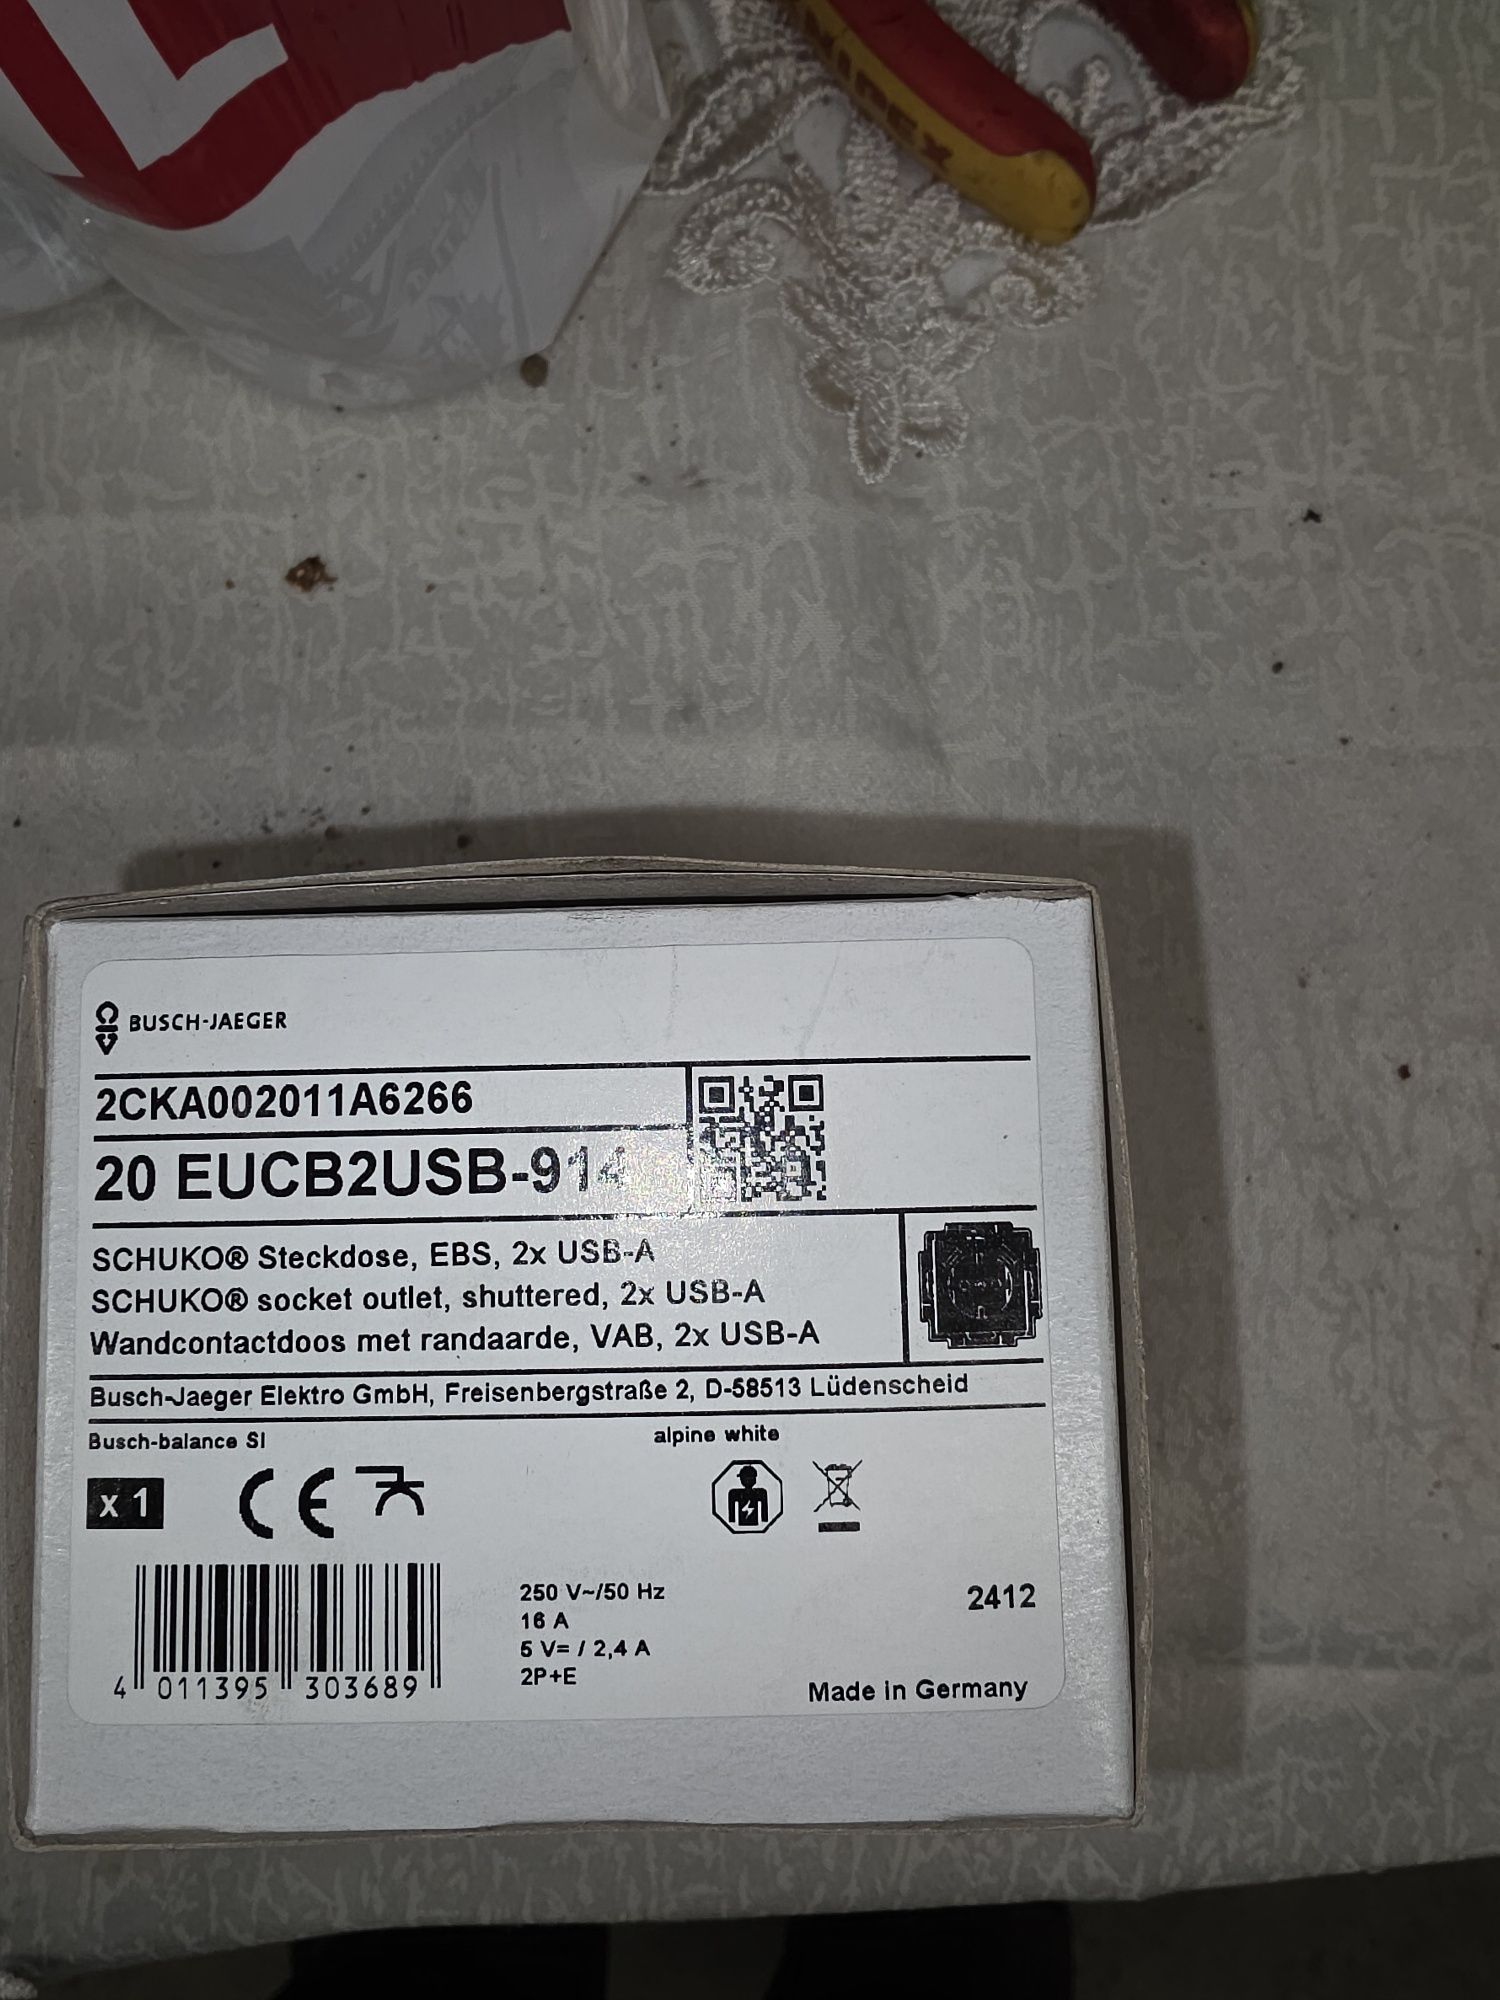 BUSCH-JAEGER
2CKA002011A6266
20 EUCB2USB-914
SCHUKO® Steckdose, EBS, 2x USB-A
SCHUKO® socket outlet, shuttered, 2x USB-A
Wandcontactdoos met randaarde, VAB, 2x USB-A
Busch-Jaeger Elektro GmbH, Freisenbergstraße 2, D-58513 Lüdenscheid
Busch-balance SI
alpine white
x 1
CE
250 V~/50 Hz
16 A
5 V= / 2,4 A
2P+E
2412
4 011395 303689
Made in Germany